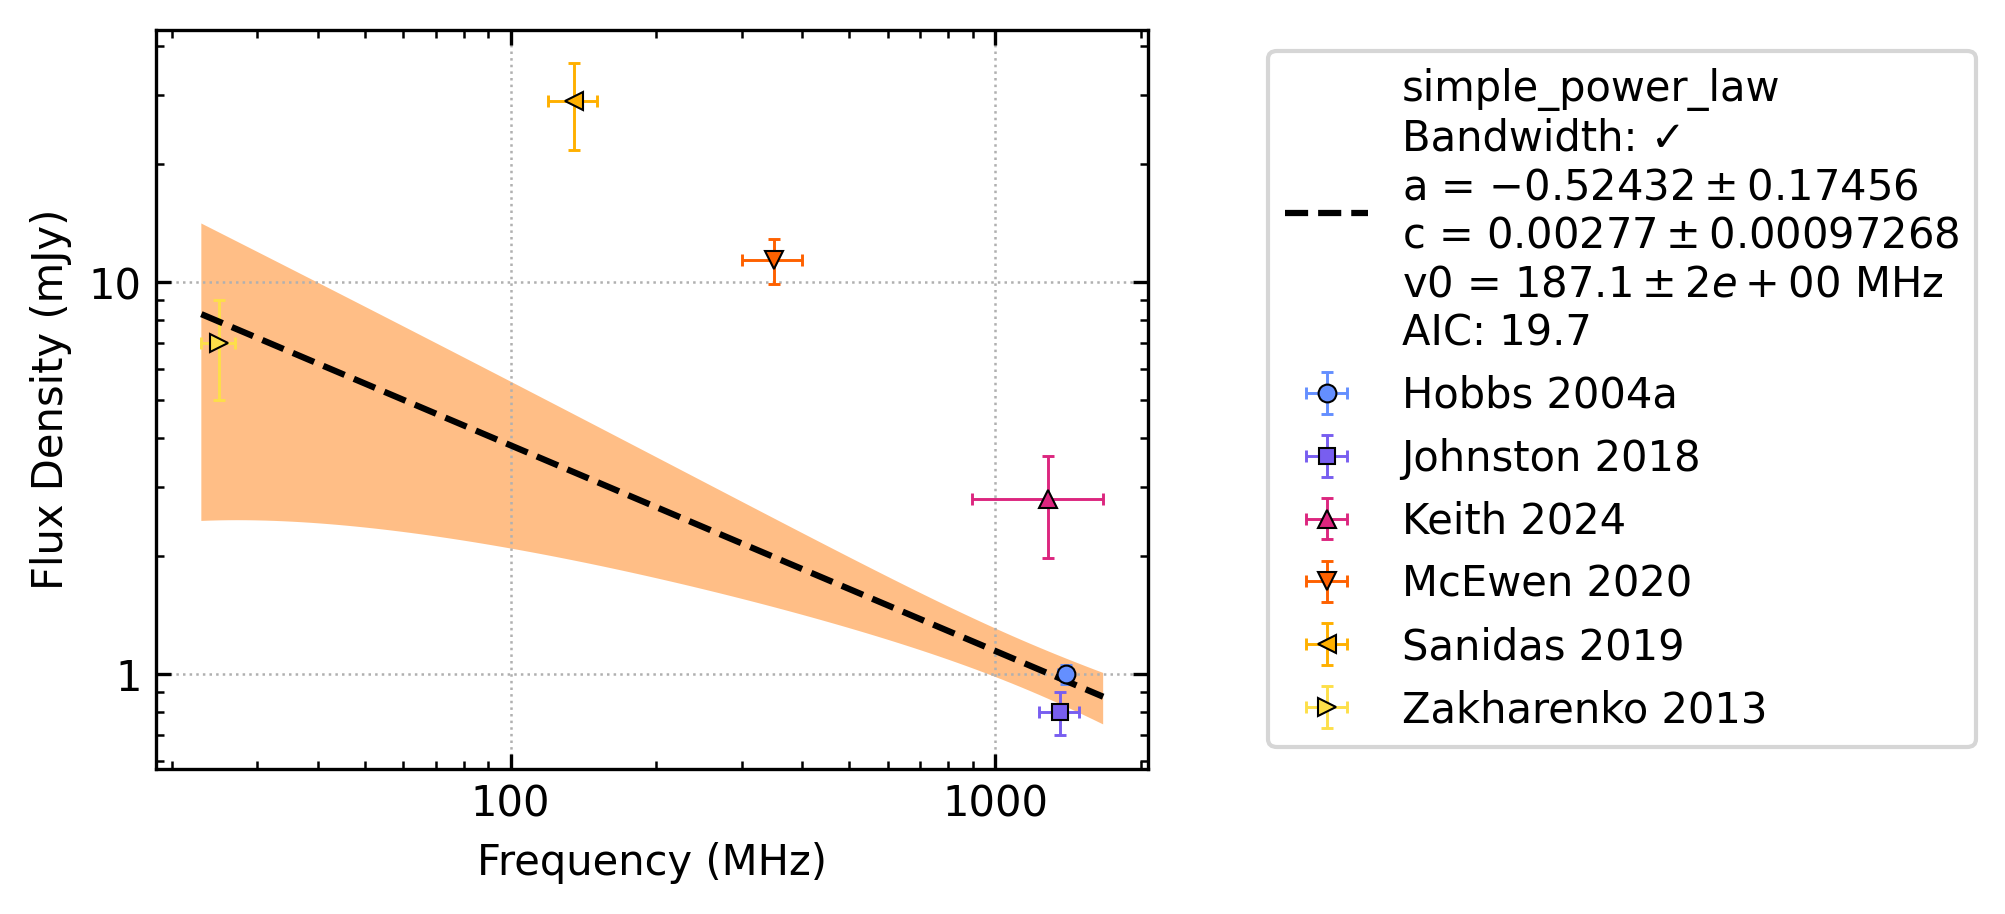 Flux Density (mJy)
10
1
100
1000
Frequency (MHz)
simple_power_law
Bandwidth: ✓
a = −0.52432 ± 0.17456
c = 0.00277 ± 0.00097268
v0 = 187.1 ± 2e + 00 MHz
AIC: 19.7
Hobbs 2004a
Johnston 2018
Keith 2024
McEwen 2020
Sanidas 2019
Zakharenko 2013